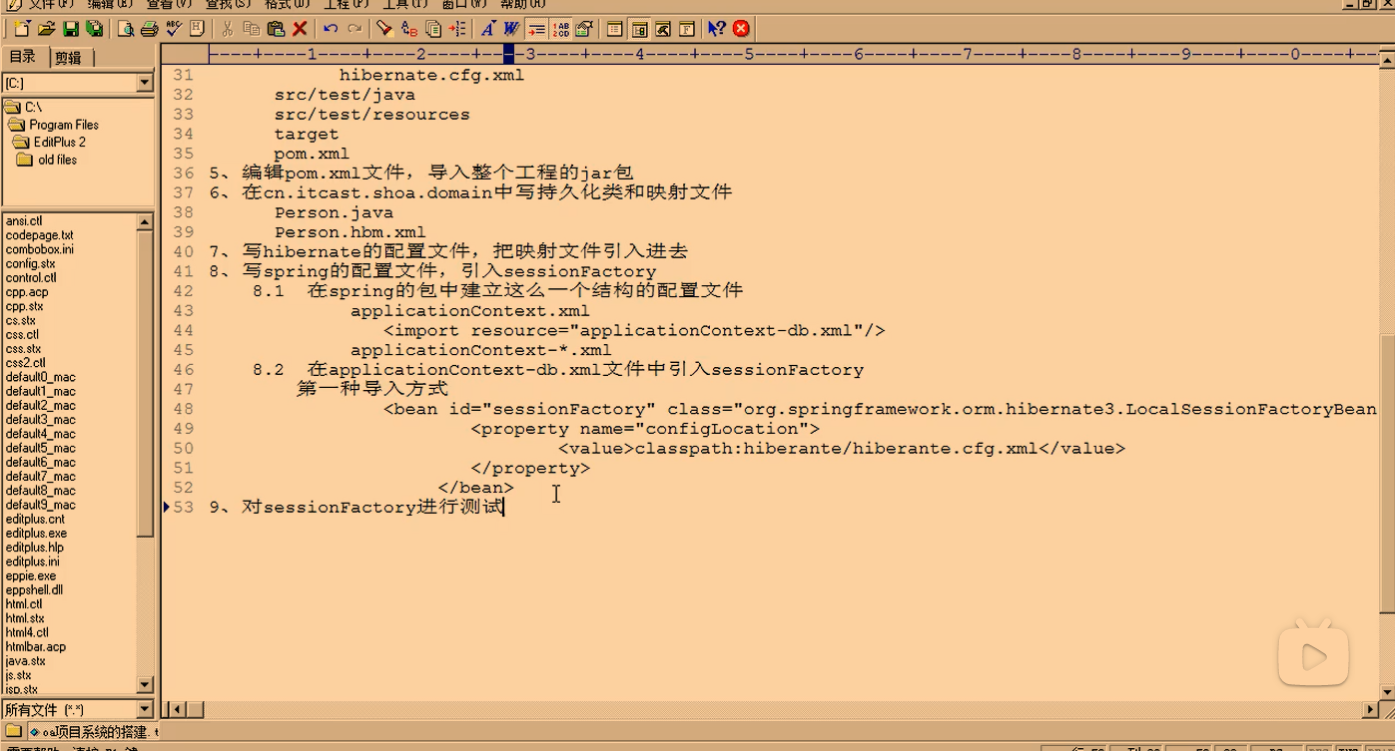 文件(F) 编辑(E) 查看(V) 查找(S) 格式(O) 工程(P) 工具(T) 窗口(W) 帮助(H)
目录 剪辑
----+----1----+----2----+----3----+----4----+----5----+----6----+----7----+----8----+----9----+----0----+--
[C:]
C:\
Program Files
EditPlus 2
old files
ansi.ctl
codepage.txt
combobox.ini
config.stx
control.ctl
cpp.acp
cpp.stx
cs.stx
css.ctl
css.stx
css2.ctl
default0_mac
default1_mac
default2_mac
default3_mac
default4_mac
default5_mac
default6_mac
default7_mac
default8_mac
default9_mac
editplus.cnt
editplus.exe
editplus.hlp
editplus.ini
eppie.exe
eppshell.dll
html.ctl
html.stx
html4.ctl
htmlbar.acp
java.stx
js.stx
jsp.stx
所有文件 (*.*)
31 hibernate.cfg.xml
32 src/test/java
33 src/test/resources
34 target
35 pom.xml
36 5、编辑pom.xml文件，导入整个工程的jar包
37 6、在cn.itcast.shoa.domain中写持久化类和映射文件
38 Person.java
39 Person.hbm.xml
40 7、写hibernate的配置文件，把映射文件引入进去
41 8、写spring的配置文件，引入sessionFactory
42 8.1 在spring的包中建立这么一个结构的配置文件
43 applicationContext.xml
44 <import resource="applicationContext-db.xml"/>
45 applicationContext-*.xml
46 8.2 在applicationContext-db.xml文件中引入sessionFactory
47 第一种导入方式
48 <bean id="sessionFactory" class="org.springframework.orm.hibernate3.LocalSessionFactoryBean
49 <property name="configLocation">
50 <value>classpath:hiberante/hiberante.cfg.xml</value>
51 </property>
52 </bean>
53 9、对sessionFactory进行测试
oa项目系统的搭建.t